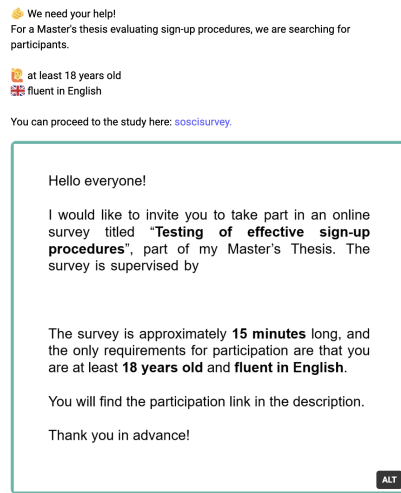 🫵 We need your help!
For a Master's thesis evaluating sign-up procedures, we are searching for
participants.
🙋 at least 18 years old
🇬🇧 fluent in English
You can proceed to the study here: soscisurvey.
Hello everyone!
I would like to invite you to take part in an online
survey titled “Testing of effective sign-up
procedures”, part of my Master’s Thesis. The
survey is supervised by
The survey is approximately 15 minutes long, and
the only requirements for participation are that you
are at least 18 years old and fluent in English.
You will find the participation link in the description.
Thank you in advance!
ALT